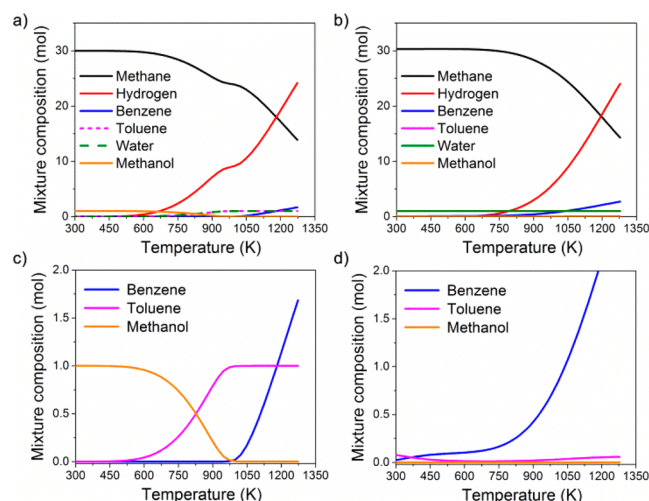 a)
Mixture composition (mol)
30
20
10
0
Methane
Hydrogen
Benzene
Toluene
Water
Methanol
300 450 600 750 900 1050 1200 1350
Temperature (K)
b)
Mixture composition (mol)
30
20
10
0
Methane
Hydrogen
Benzene
Toluene
Water
Methanol
300 450 600 750 900 1050 1200 1350
Temperature (K)
c)
Mixture composition (mol)
2.0
1.5
1.0
0.5
0.0
Benzene
Toluene
Methanol
300 450 600 750 900 1050 1200 1350
Temperature (K)
d)
Mixture composition (mol)
2.0
1.5
1.0
0.5
0.0
Benzene
Toluene
Methanol
300 450 600 750 900 1050 1200 1350
Temperature (K)